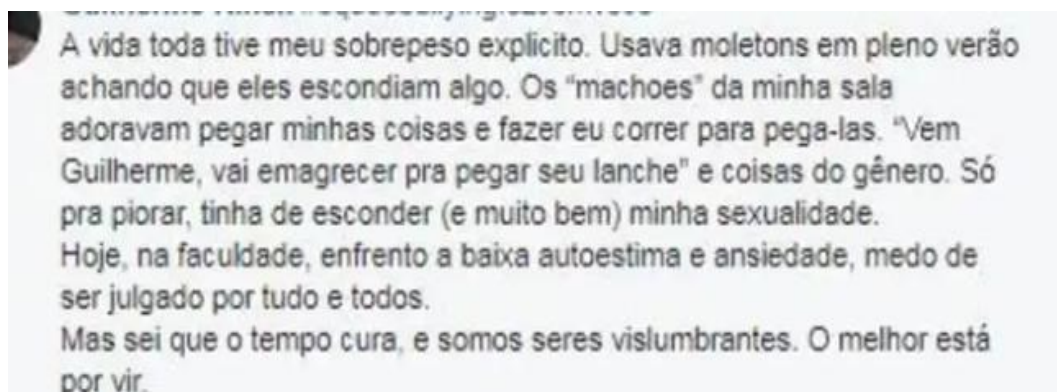 A vida toda tive meu sobrepeso explicito. Usava moletons em pleno verão
achando que eles escondiam algo. Os “machoes” da minha sala
adoravam pegar minhas coisas e fazer eu correr para pega-las. “Vem
Guilherme, vai emagrecer pra pegar seu lanche” e coisas do gênero. Só
pra piorar, tinha de esconder (e muito bem) minha sexualidade.
Hoje, na faculdade, enfrento a baixa autoestima e ansiedade, medo de
ser julgado por tudo e todos.
Mas sei que o tempo cura, e somos seres vislumbrantes. O melhor está
por vir.